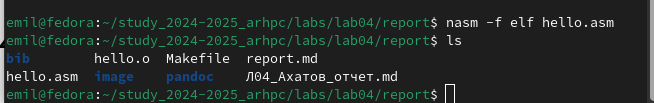 emil@fedora:~/study_2024-2025_arhpc/labs/lab04/report$ nasm -f elf hello.asm
emil@fedora:~/study_2024-2025_arhpc/labs/lab04/report$ ls
bib hello.o Makefile report.md
hello.asm image pandoc Л04_Ахатов_отчет.md
emil@fedora:~/study_2024-2025_arhpc/labs/lab04/report$